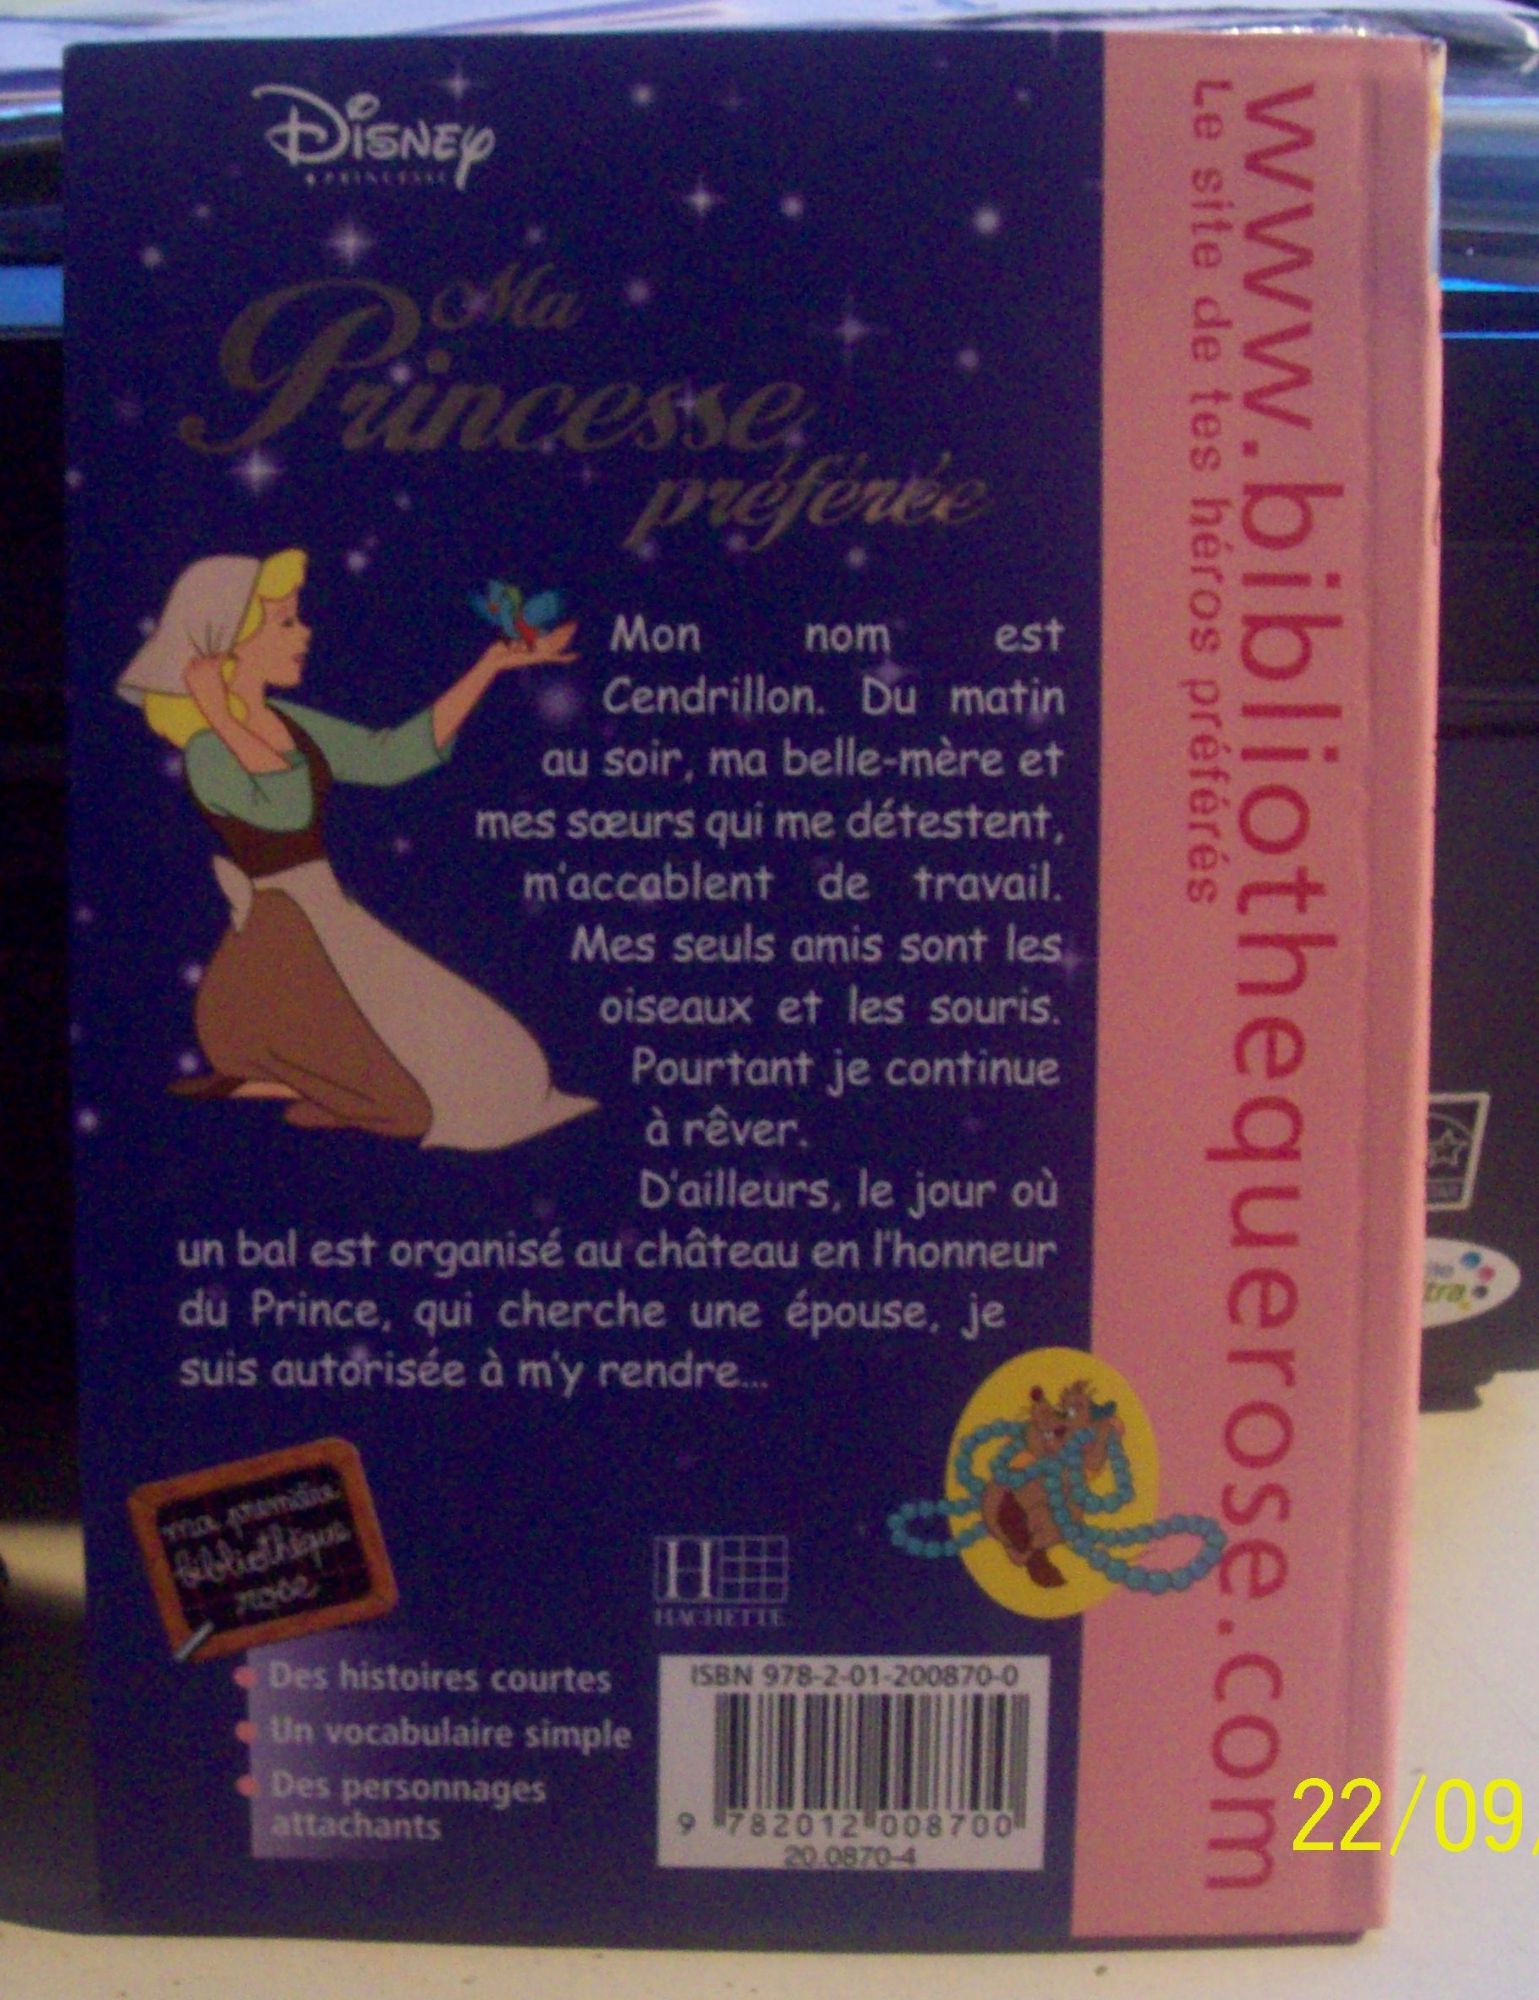 DISNEY
PRINCESSE
Ma
Princesse
préférée
Mon nom est
Cendrillon. Du matin
au soir, ma belle-mère et
mes sœurs qui me détestent,
m'accablent de travail.
Mes seuls amis sont les
oiseaux et les souris.
Pourtant je continue
à rêver.
D'ailleurs, le jour où
un bal est organisé au château en l'honneur
du Prince, qui cherche une épouse, je
suis autorisée à m'y rendre...
ma première
bibliothèque
rose
Des histoires courtes
Un vocabulaire simple
Des personnages
attachants
H
HACHETTE
ISBN 978-2-01-200870-0
9 782012 008700
20.0870-4
www.bibliothequerose.com
Le site de tes héros préférés
22/09/